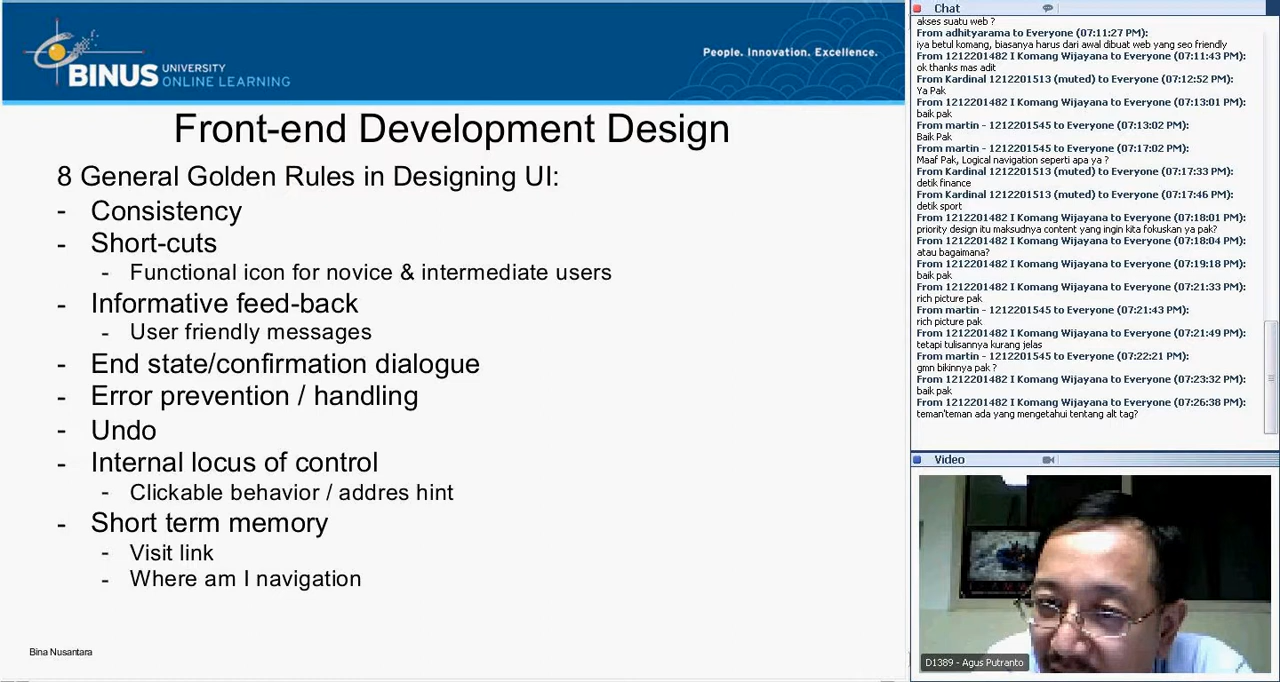 BINUS UNIVERSITY
ONLINE LEARNING
People. Innovation. Excellence.
Front-end Development Design
8 General Golden Rules in Designing UI:
- Consistency
- Short-cuts
- Functional icon for novice & intermediate users
- Informative feed-back
- User friendly messages
- End state/confirmation dialogue
- Error prevention / handling
- Undo
- Internal locus of control
- Clickable behavior / addres hint
- Short term memory
- Visit link
- Where am I navigation
Bina Nusantara
Chat
akses suatu web ?
From adhityarama to Everyone (07:11:27 PM):
iya betul komang, biasanya harus dari awal dibuat web yang seo friendly
From 1212201482 I Komang Wijayana to Everyone (07:11:43 PM):
ok thanks mas adit
From Kardinal 1212201513 (muted) to Everyone (07:12:52 PM):
Ya Pak
From 1212201482 I Komang Wijayana to Everyone (07:13:01 PM):
baik pak
From martin - 1212201545 to Everyone (07:13:02 PM):
Baik Pak
From martin - 1212201545 to Everyone (07:17:02 PM):
Maaf Pak, Logical navigation seperti apa ya ?
From Kardinal 1212201513 (muted) to Everyone (07:17:33 PM):
detik finance
From Kardinal 1212201513 (muted) to Everyone (07:17:46 PM):
detik sport
From 1212201482 I Komang Wijayana to Everyone (07:18:01 PM):
priority design itu maksudnya content yang ingin kita fokuskan ya pak?
From 1212201482 I Komang Wijayana to Everyone (07:18:04 PM):
atau bagaimana?
From 1212201482 I Komang Wijayana to Everyone (07:19:18 PM):
baik pak
From 1212201482 I Komang Wijayana to Everyone (07:21:33 PM):
rich picture pak
From martin - 1212201545 to Everyone (07:21:43 PM):
rich picture pak
From 1212201482 I Komang Wijayana to Everyone (07:21:49 PM):
tetapi tulisannya kurang jelas
From martin - 1212201545 to Everyone (07:22:21 PM):
gmn bikinnya pak ?
From 1212201482 I Komang Wijayana to Everyone (07:23:32 PM):
baik pak
From 1212201482 I Komang Wijayana to Everyone (07:26:38 PM):
teman'teman ada yang mengetahui tentang alt tag?
Video
D1389 - Agus Putranto